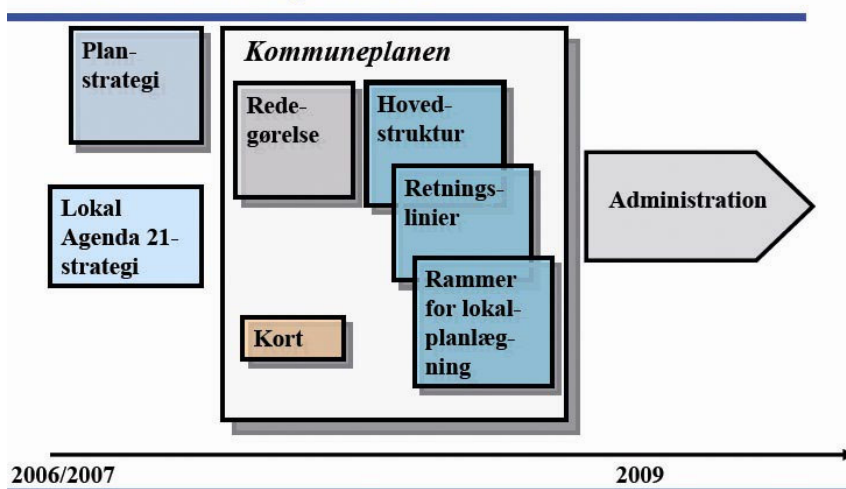 Plan-
strategi
Lokal
Agenda 21-
strategi
Kommuneplanen
Rede-
gørelse
Hoved-
struktur
Retnings-
linier
Rammer
for lokal-
planlæg-
ning
Kort
Administration
2006/2007
2009